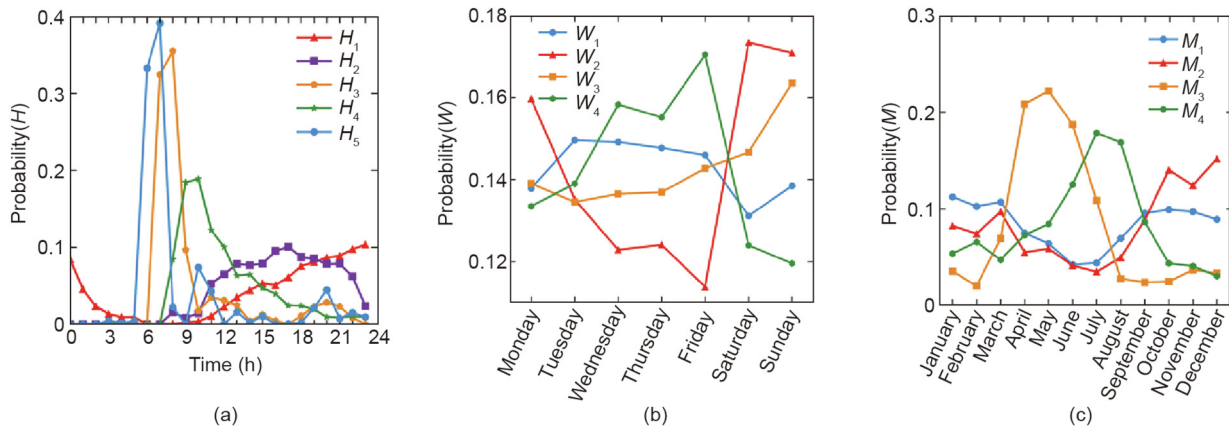 0.4
0.3
0.2
0.1
0
Probability(H)
H1
H2
H3
H4
H5
0 3 6 9 12 15 18 21 24
Time (h)
(a)
0.18
0.16
0.14
0.12
Probability(W)
W1
W2
W3
W4
Monday
Tuesday
Wednesday
Thursday
Friday
Saturday
Sunday
(b)
0.3
0.2
0.1
0
Probability(M)
M1
M2
M3
M4
January
February
March
April
May
June
July
August
September
October
November
December
(c)